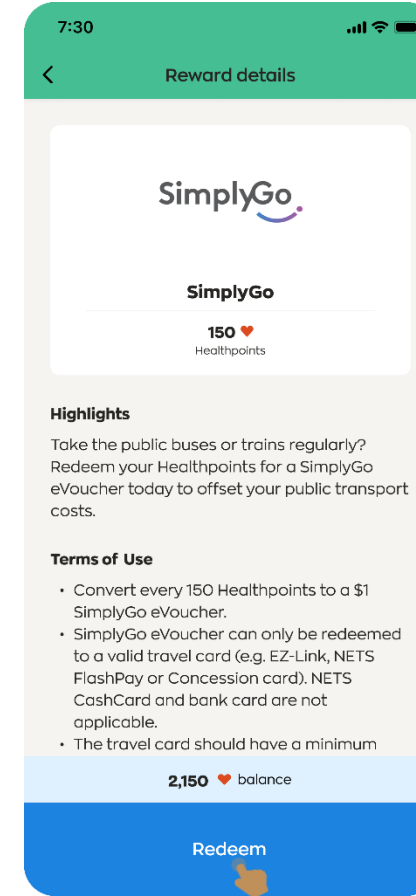 7:30
Reward details
SimplyGo
SimplyGo
150
Healthpoints
Highlights
Take the public buses or trains regularly?
Redeem your Healthpoints for a SimplyGo
eVoucher today to offset your public transport
costs.
Terms of Use
• Convert every 150 Healthpoints to a $1
SimplyGo eVoucher.
• SimplyGo eVoucher can only be redeemed
to a valid travel card (e.g. EZ-Link, NETS
FlashPay or Concession card). NETS
CashCard and bank card are not
applicable.
• The travel card should have a minimum
2,150 balance
Redeem